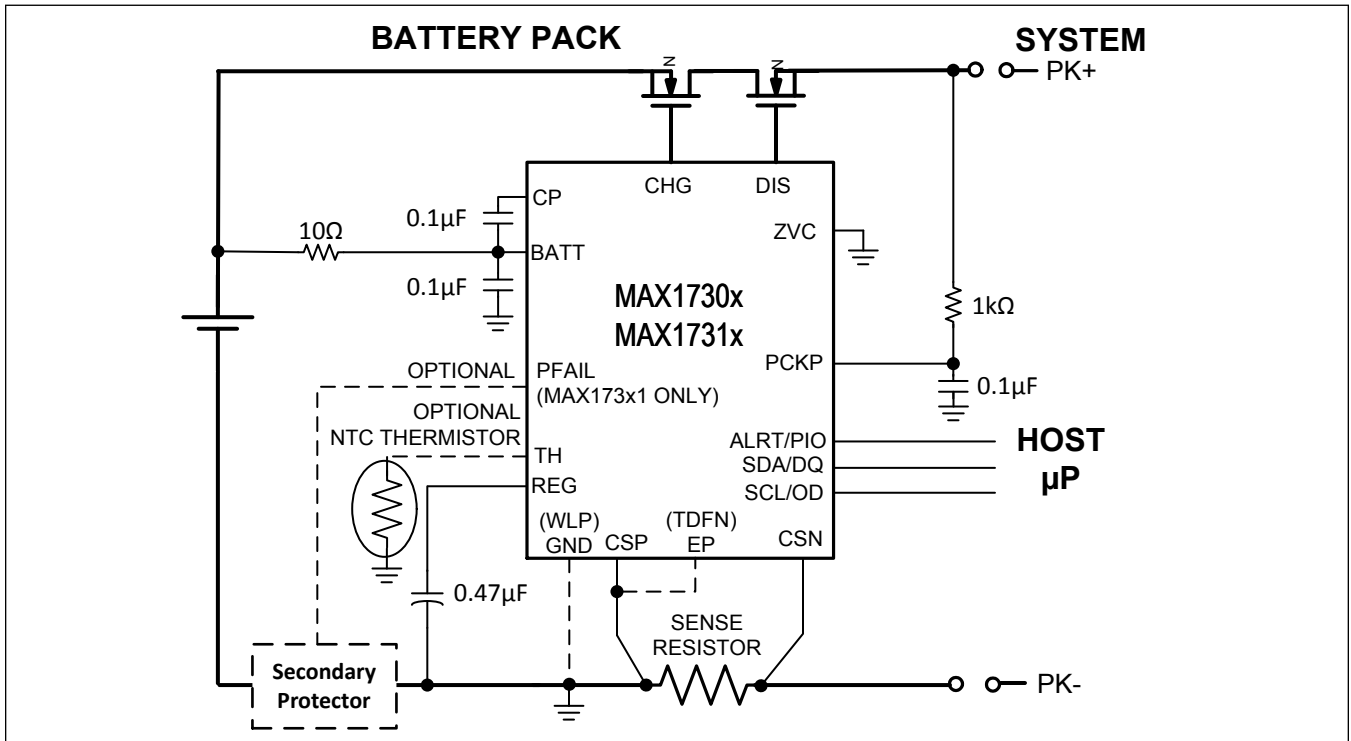 BATTERY PACK
SYSTEM
N
N
PK+
CHG
DIS
CP
0.1µF
ZVC
10Ω
BATT
0.1µF
MAX1730x
MAX1731x
1kΩ
PCKP
OPTIONAL
PFAIL
(MAX173x1 ONLY)
0.1µF
OPTIONAL
NTC THERMISTOR
TH
ALRT/PIO
HOST
µP
SDA/DQ
REG
SCL/OD
(WLP)
GND
CSP
(TDFN)
EP
CSN
0.47µF
SENSE
RESISTOR
Secondary
Protector
PK-